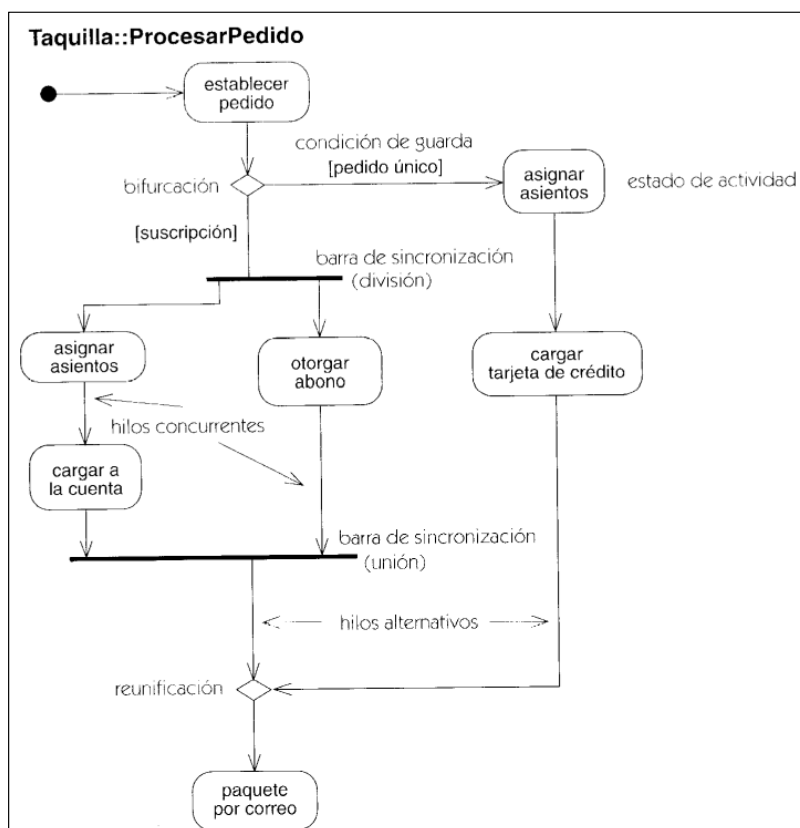 Taquilla::ProcesarPedido
establecer
pedido
condición de guarda
[pedido único]
bifurcación
asignar
asientos
estado de actividad
[suscripción]
barra de sincronización
(división)
asignar
asientos
otorgar
abono
cargar
tarjeta de crédito
hilos concurrentes
cargar a
la cuenta
barra de sincronización
(unión)
hilos alternativos
reunificación
paquete
por correo